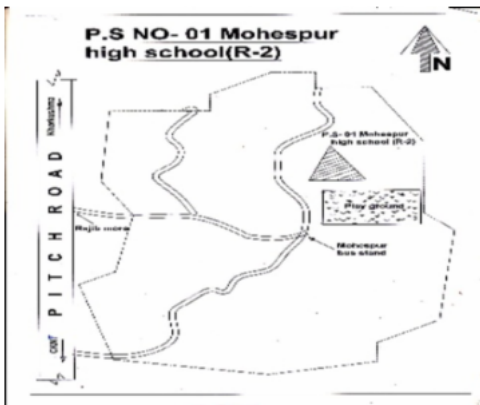 P.S NO- 01 Mohespur
high school(R-2)
N
P.S- 01 Mohespur
high school (R-2)
Play ground
PITCH ROAD
Rajib more
Mohespur
bus stand